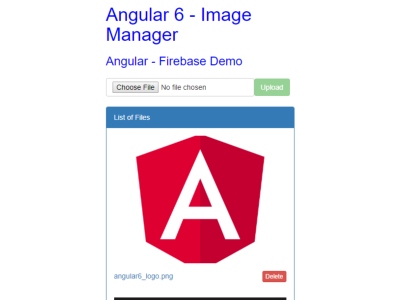 Angular 6 - Image
Manager
Angular - Firebase Demo
Choose File No file chosen Upload
List of Files
A
angular6_logo.png Delete